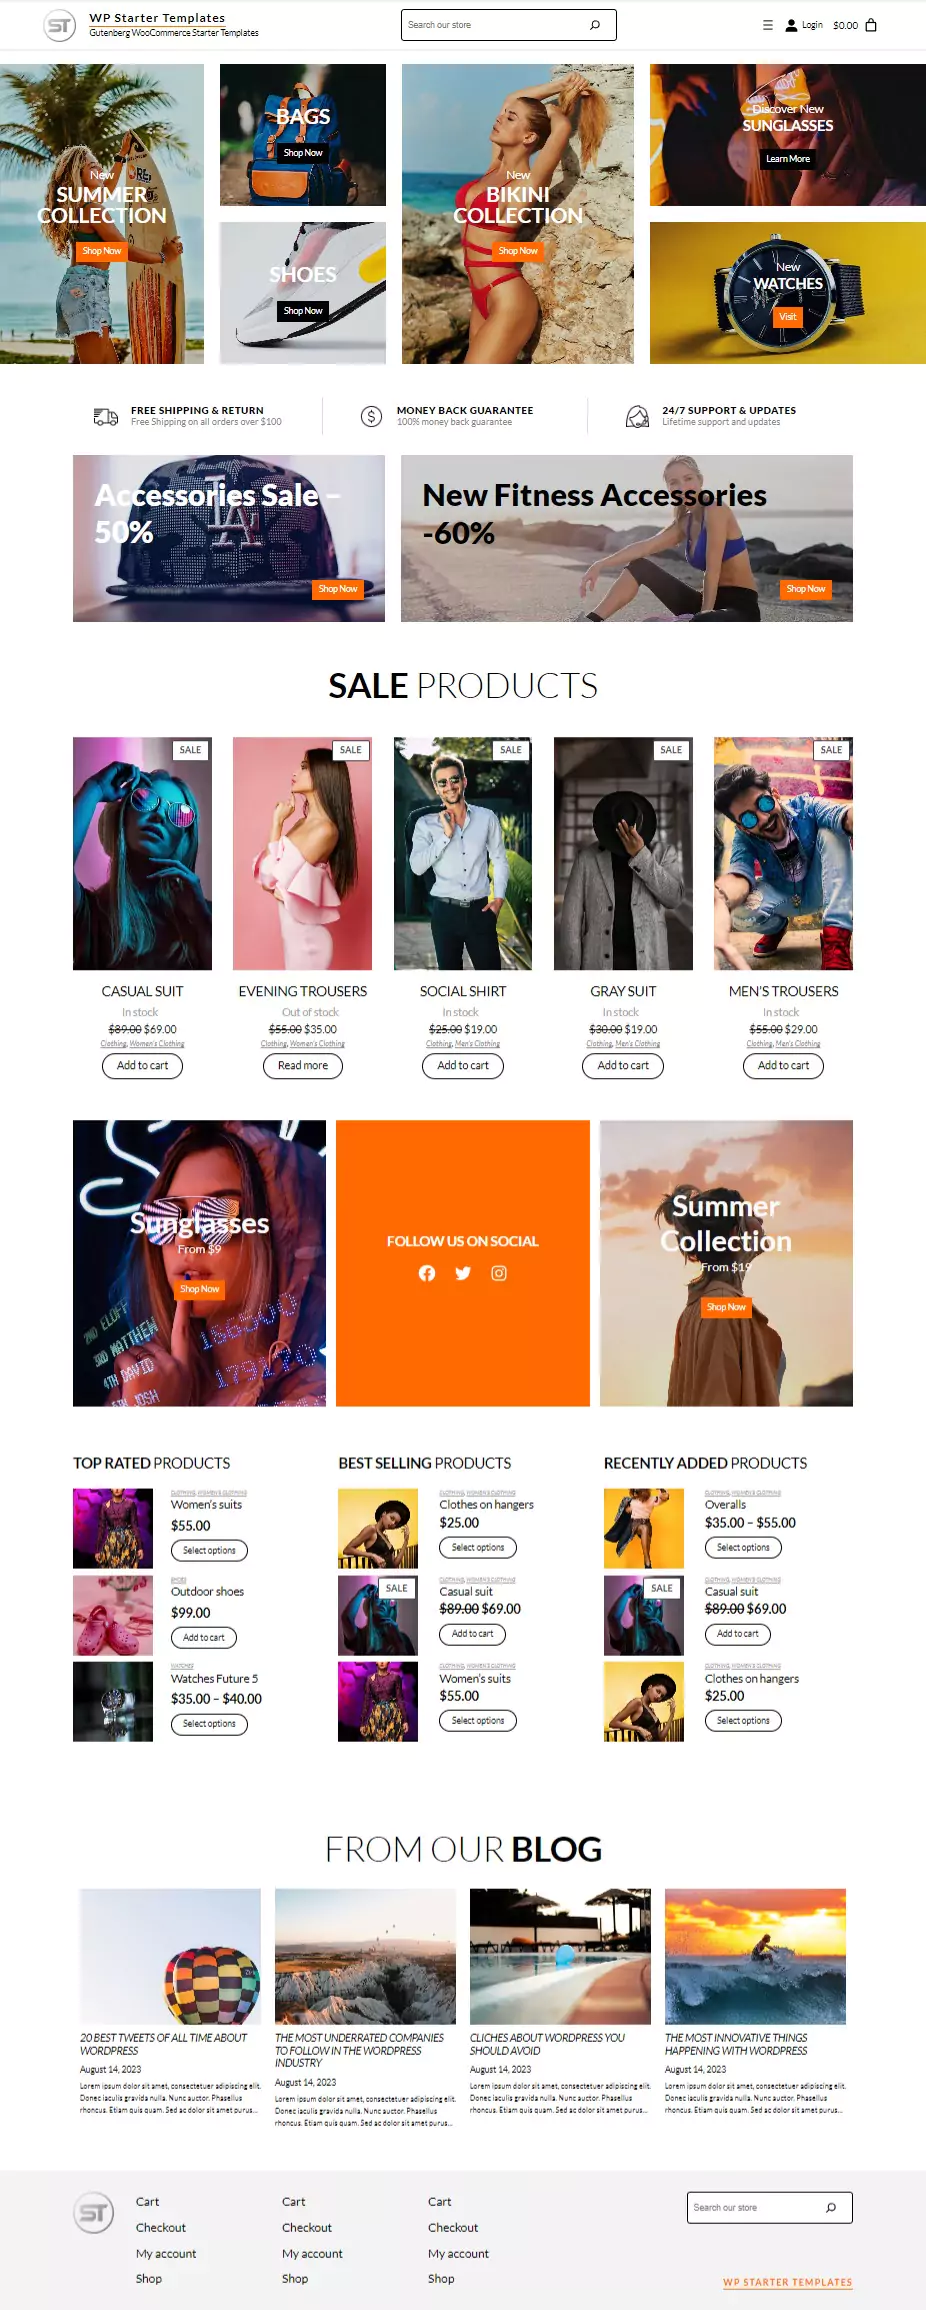 ST
WP Starter Templates
Gutenberg WooCommerce Starter Templates
Search our store
Login
$0.00
New
SUMMER
COLLECTION
Shop Now
BAGS
Shop Now
SHOES
Shop Now
New
BIKINI
COLLECTION
Shop Now
Discover New
SUNGLASSES
Learn More
New
WATCHES
Visit
FREE SHIPPING & RETURN
Free Shipping on all orders over $100
MONEY BACK GUARANTEE
100% money back guarantee
24/7 SUPPORT & UPDATES
Lifetime support and updates
Accessories Sale –
50%
Shop Now
New Fitness Accessories
-60%
Shop Now
SALE PRODUCTS
SALE
CASUAL SUIT
In stock
$89.00 $69.00
Clothing, Women's Clothing
Add to cart
SALE
EVENING TROUSERS
Out of stock
$55.00 $35.00
Clothing, Women's Clothing
Read more
SALE
SOCIAL SHIRT
In stock
$25.00 $19.00
Clothing, Men's Clothing
Add to cart
SALE
GRAY SUIT
In stock
$30.00 $19.00
Clothing, Men's Clothing
Add to cart
SALE
MEN'S TROUSERS
In stock
$55.00 $29.00
Clothing, Men's Clothing
Add to cart
Sunglasses
From $9
Shop Now
2ND ELOFF
3RD MATTHEW
4TH DAVID
5TH JOSH
FOLLOW US ON SOCIAL
Summer
Collection
From $19
Shop Now
TOP RATED PRODUCTS
CLOTHING, WOMEN'S CLOTHING
Women's suits
$55.00
Select options
SHOES
Outdoor shoes
$99.00
Add to cart
WATCHES
Watches Future 5
$35.00 – $40.00
Select options
BEST SELLING PRODUCTS
CLOTHING, WOMEN'S CLOTHING
Clothes on hangers
$25.00
Select options
SALE
CLOTHING, WOMEN'S CLOTHING
Casual suit
$89.00 $69.00
Add to cart
CLOTHING, WOMEN'S CLOTHING
Women's suits
$55.00
Select options
RECENTLY ADDED PRODUCTS
CLOTHING, WOMEN'S CLOTHING
Overalls
$35.00 – $55.00
Select options
SALE
CLOTHING, WOMEN'S CLOTHING
Casual suit
$89.00 $69.00
Add to cart
CLOTHING, WOMEN'S CLOTHING
Clothes on hangers
$25.00
Select options
FROM OUR BLOG
20 BEST TWEETS OF ALL TIME ABOUT
WORDPRESS
August 14, 2023
Lorem ipsum dolor sit amet, consectetuer adipiscing elit.
Donec iaculis gravida nulla. Nunc auctor. Phasellus
rhoncus. Etiam quis quam. Sed ac dolor sit amet purus...
THE MOST UNDERRATED COMPANIES
TO FOLLOW IN THE WORDPRESS
INDUSTRY
August 14, 2023
Lorem ipsum dolor sit amet, consectetuer adipiscing elit.
Donec iaculis gravida nulla. Nunc auctor. Phasellus
rhoncus. Etiam quis quam. Sed ac dolor sit amet purus...
CLICHES ABOUT WORDPRESS YOU
SHOULD AVOID
August 14, 2023
Lorem ipsum dolor sit amet, consectetuer adipiscing elit.
Donec iaculis gravida nulla. Nunc auctor. Phasellus
rhoncus. Etiam quis quam. Sed ac dolor sit amet purus...
THE MOST INNOVATIVE THINGS
HAPPENING WITH WORDPRESS
August 14, 2023
Lorem ipsum dolor sit amet, consectetuer adipiscing elit.
Donec iaculis gravida nulla. Nunc auctor. Phasellus
rhoncus. Etiam quis quam. Sed ac dolor sit amet purus...
ST
Cart
Checkout
My account
Shop
Cart
Checkout
My account
Shop
Cart
Checkout
My account
Shop
Search our store
WP STARTER TEMPLATES